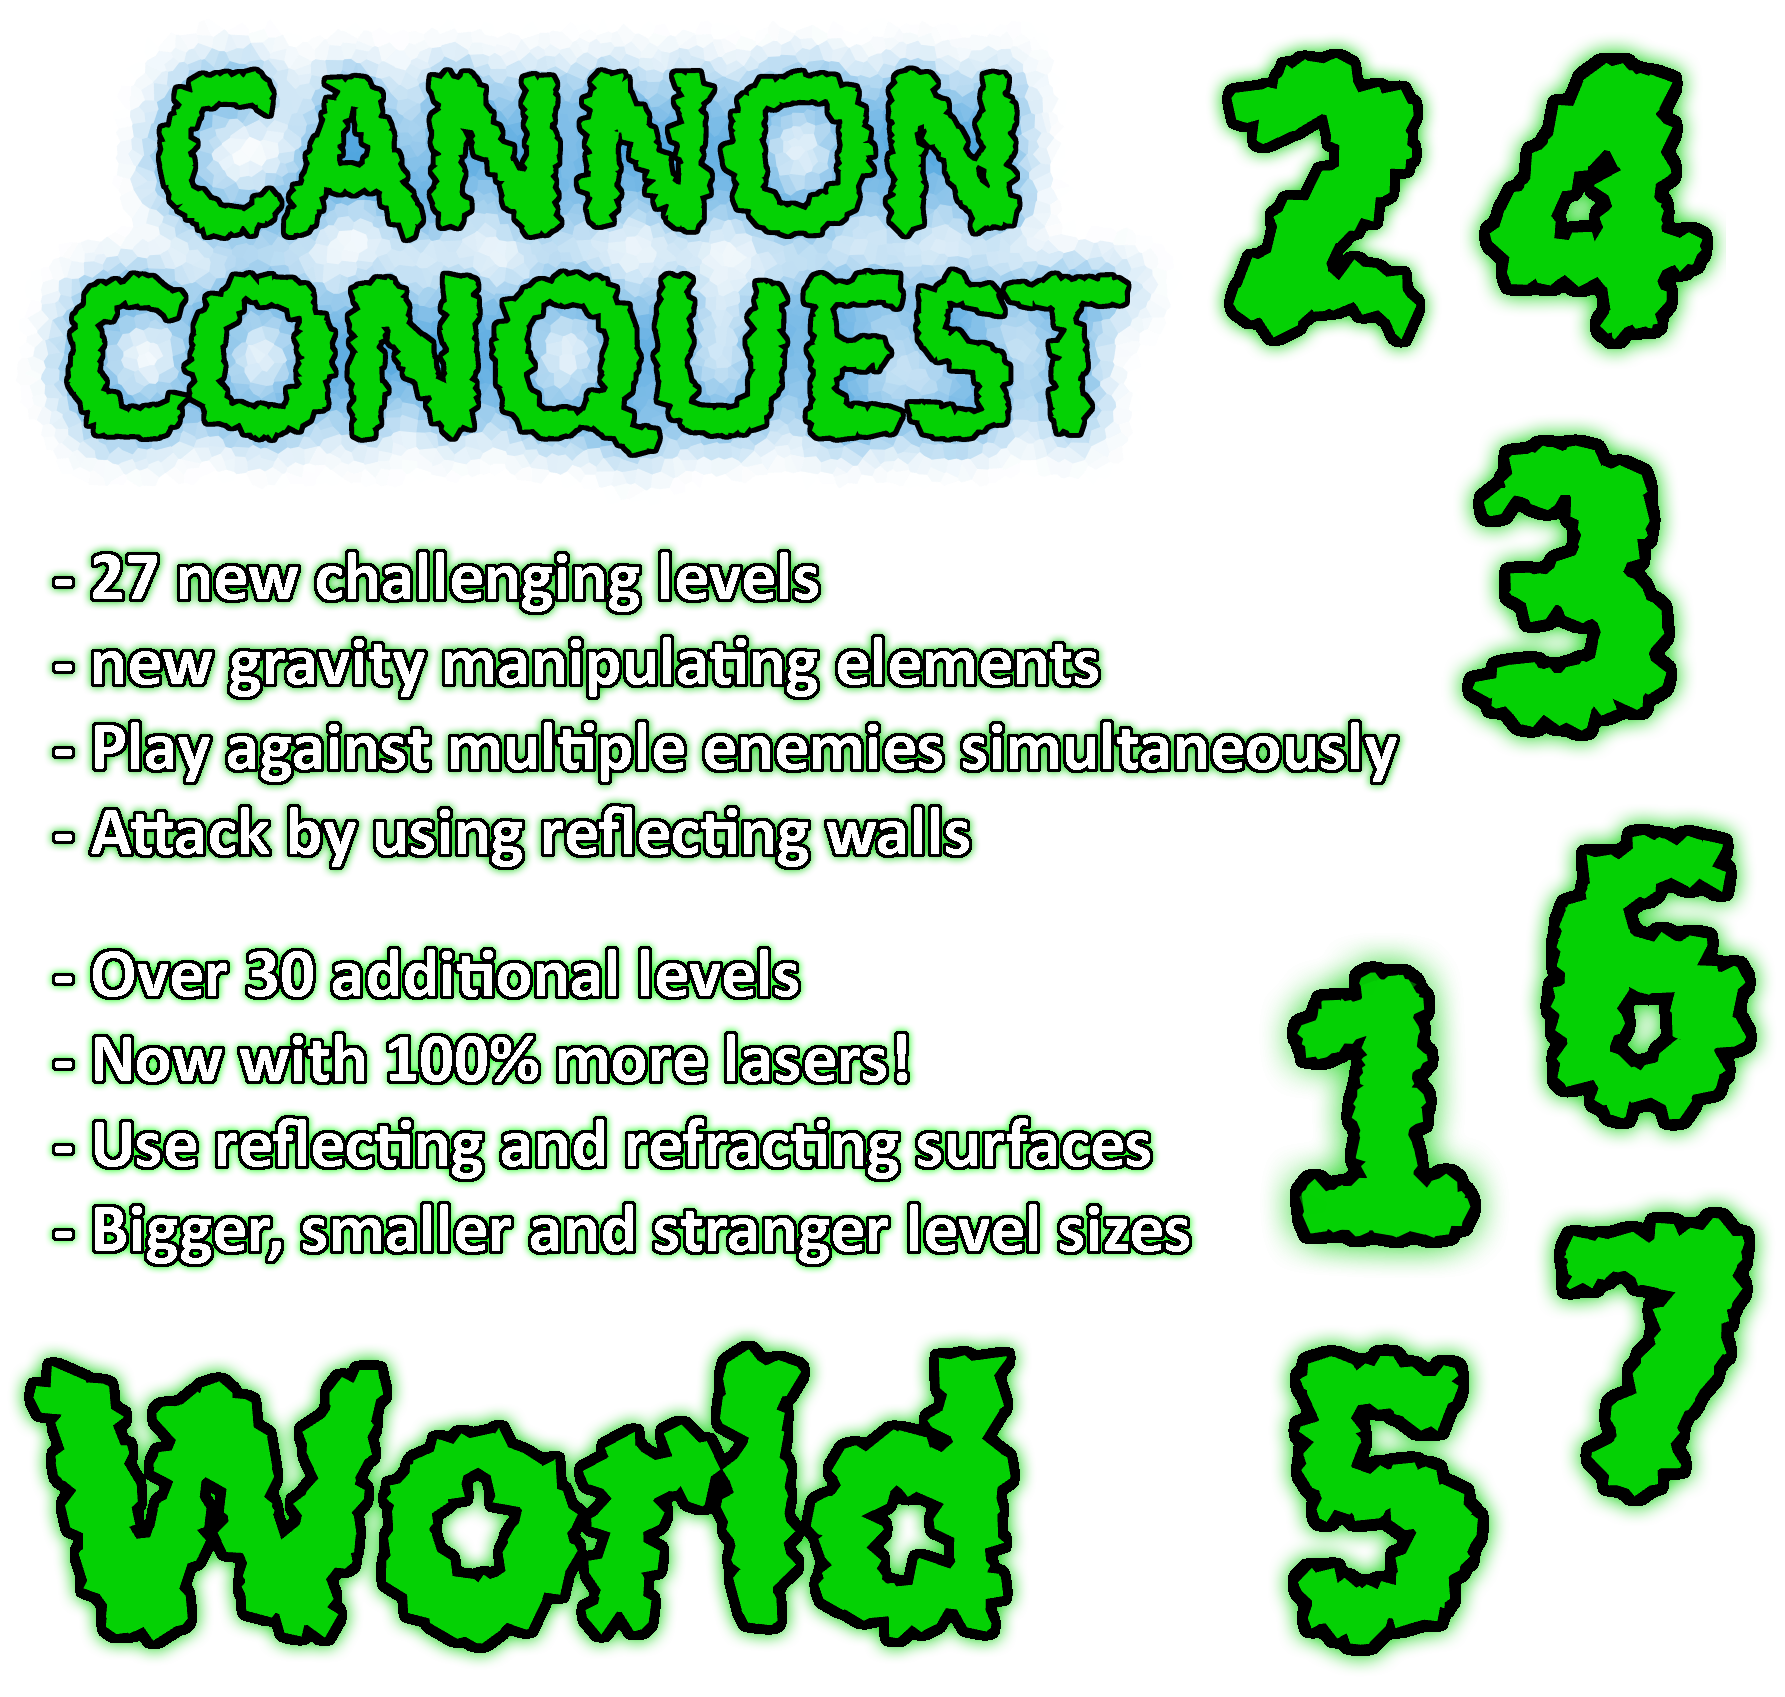 CANNON
CONQUEST
2 4
3
- 27 new challenging levels
- new gravity manipulating elements
- Play against multiple enemies simultaneously
- Attack by using reflecting walls
6
- Over 30 additional levels
- Now with 100% more lasers!
- Use reflecting and refracting surfaces
- Bigger, smaller and stranger level sizes
1
7
World
5